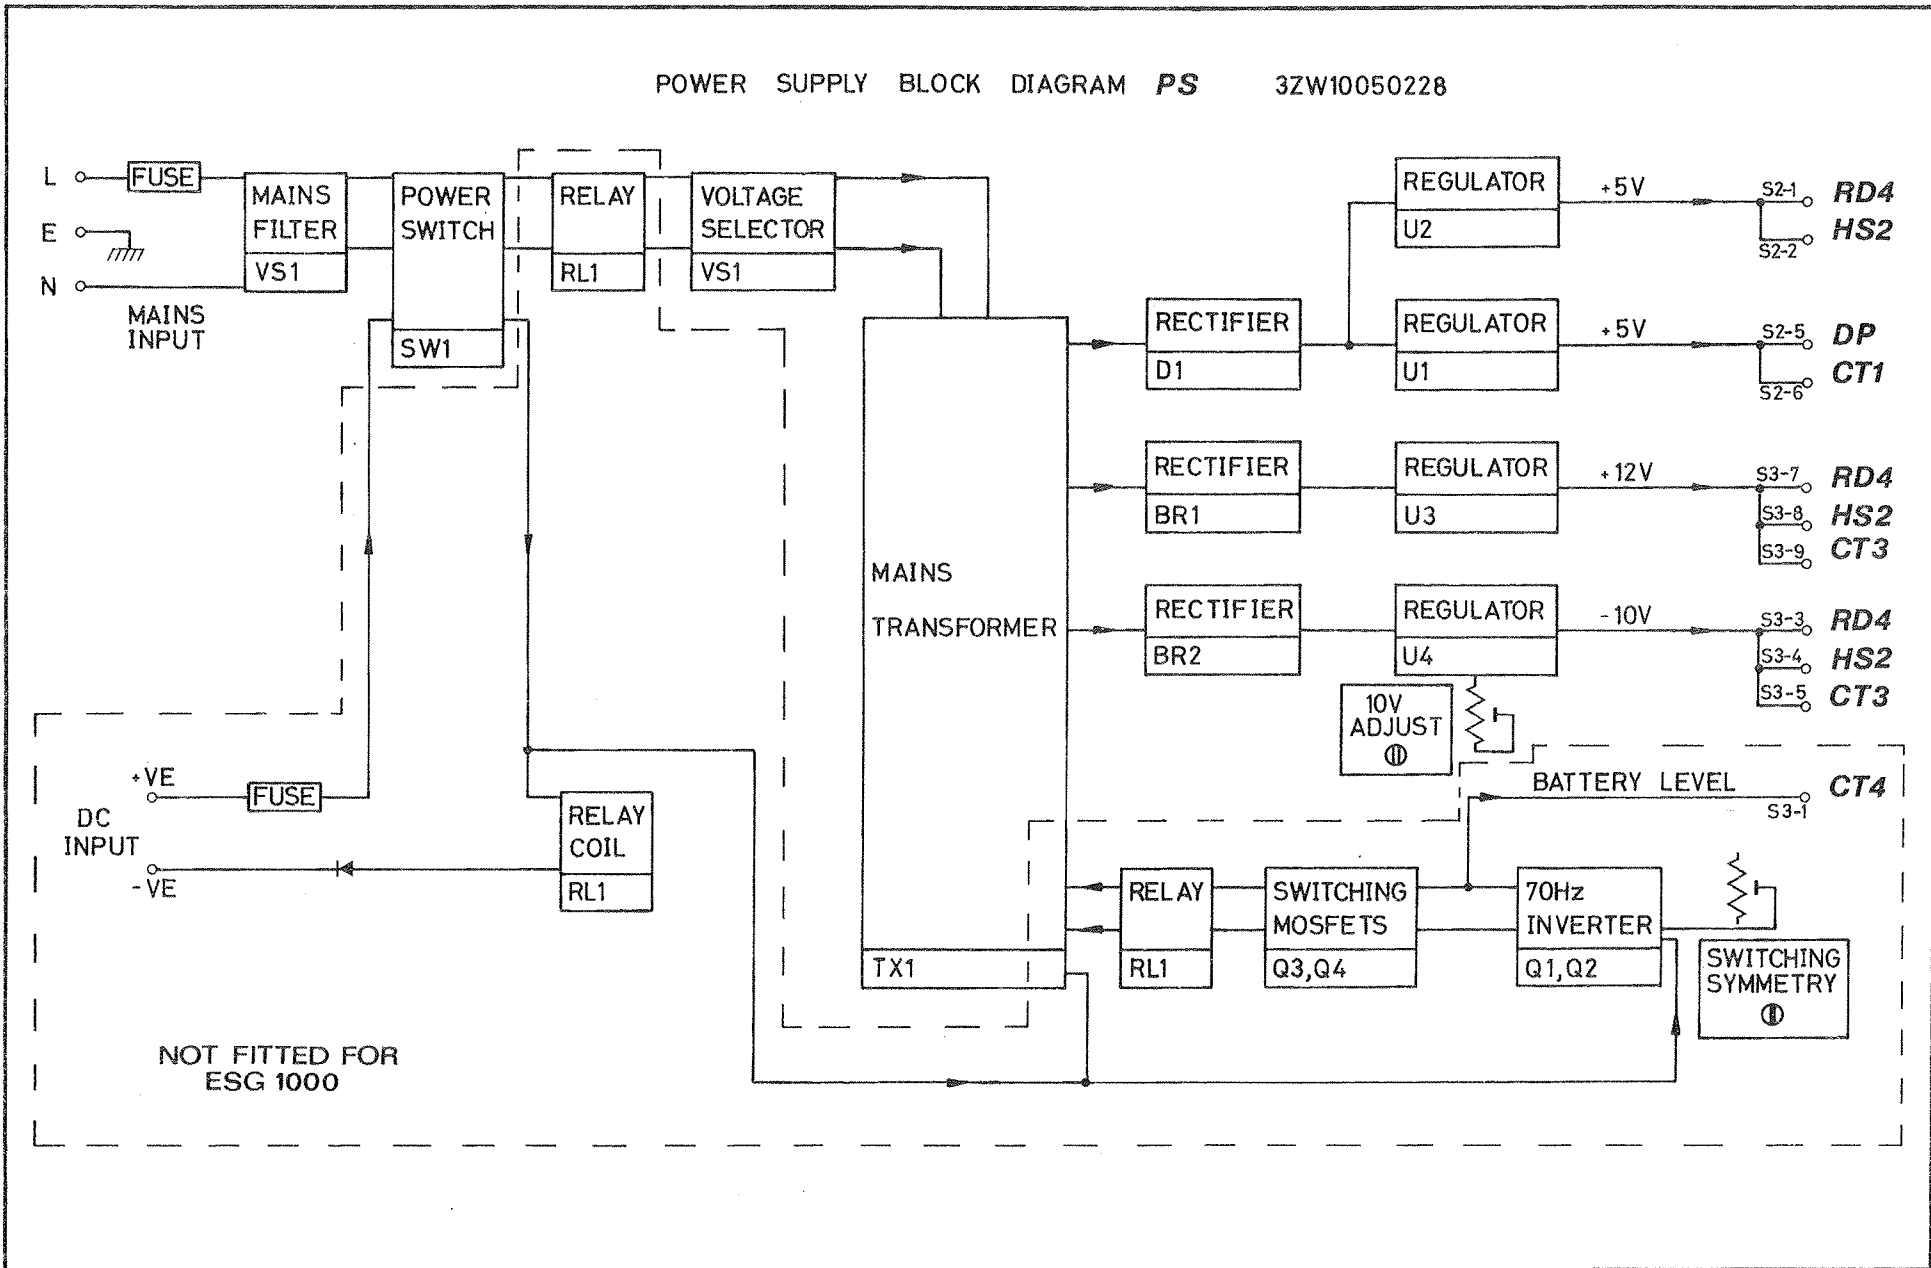 POWER SUPPLY BLOCK DIAGRAM PS 3ZW10050228
L
FUSE
E
N
MAINS
INPUT
MAINS
FILTER
VS1
POWER
SWITCH
SW1
RELAY
RL1
VOLTAGE
SELECTOR
VS1
REGULATOR
U2
+5V
S2-1
RD4
S2-2
HS2
RECTIFIER
D1
REGULATOR
U1
+5V
S2-5
DP
S2-6
CT1
RECTIFIER
BR1
REGULATOR
U3
+12V
S3-7
RD4
S3-8
HS2
S3-9
CT3
MAINS
TRANSFORMER
TX1
RECTIFIER
BR2
REGULATOR
U4
-10V
S3-3
RD4
S3-4
HS2
S3-5
CT3
10V
ADJUST
BATTERY LEVEL
S3-1
CT4
+VE
FUSE
DC
INPUT
-VE
RELAY
COIL
RL1
RELAY
RL1
SWITCHING
MOSFETS
Q3,Q4
70Hz
INVERTER
Q1,Q2
SWITCHING
SYMMETRY
NOT FITTED FOR
ESG 1000